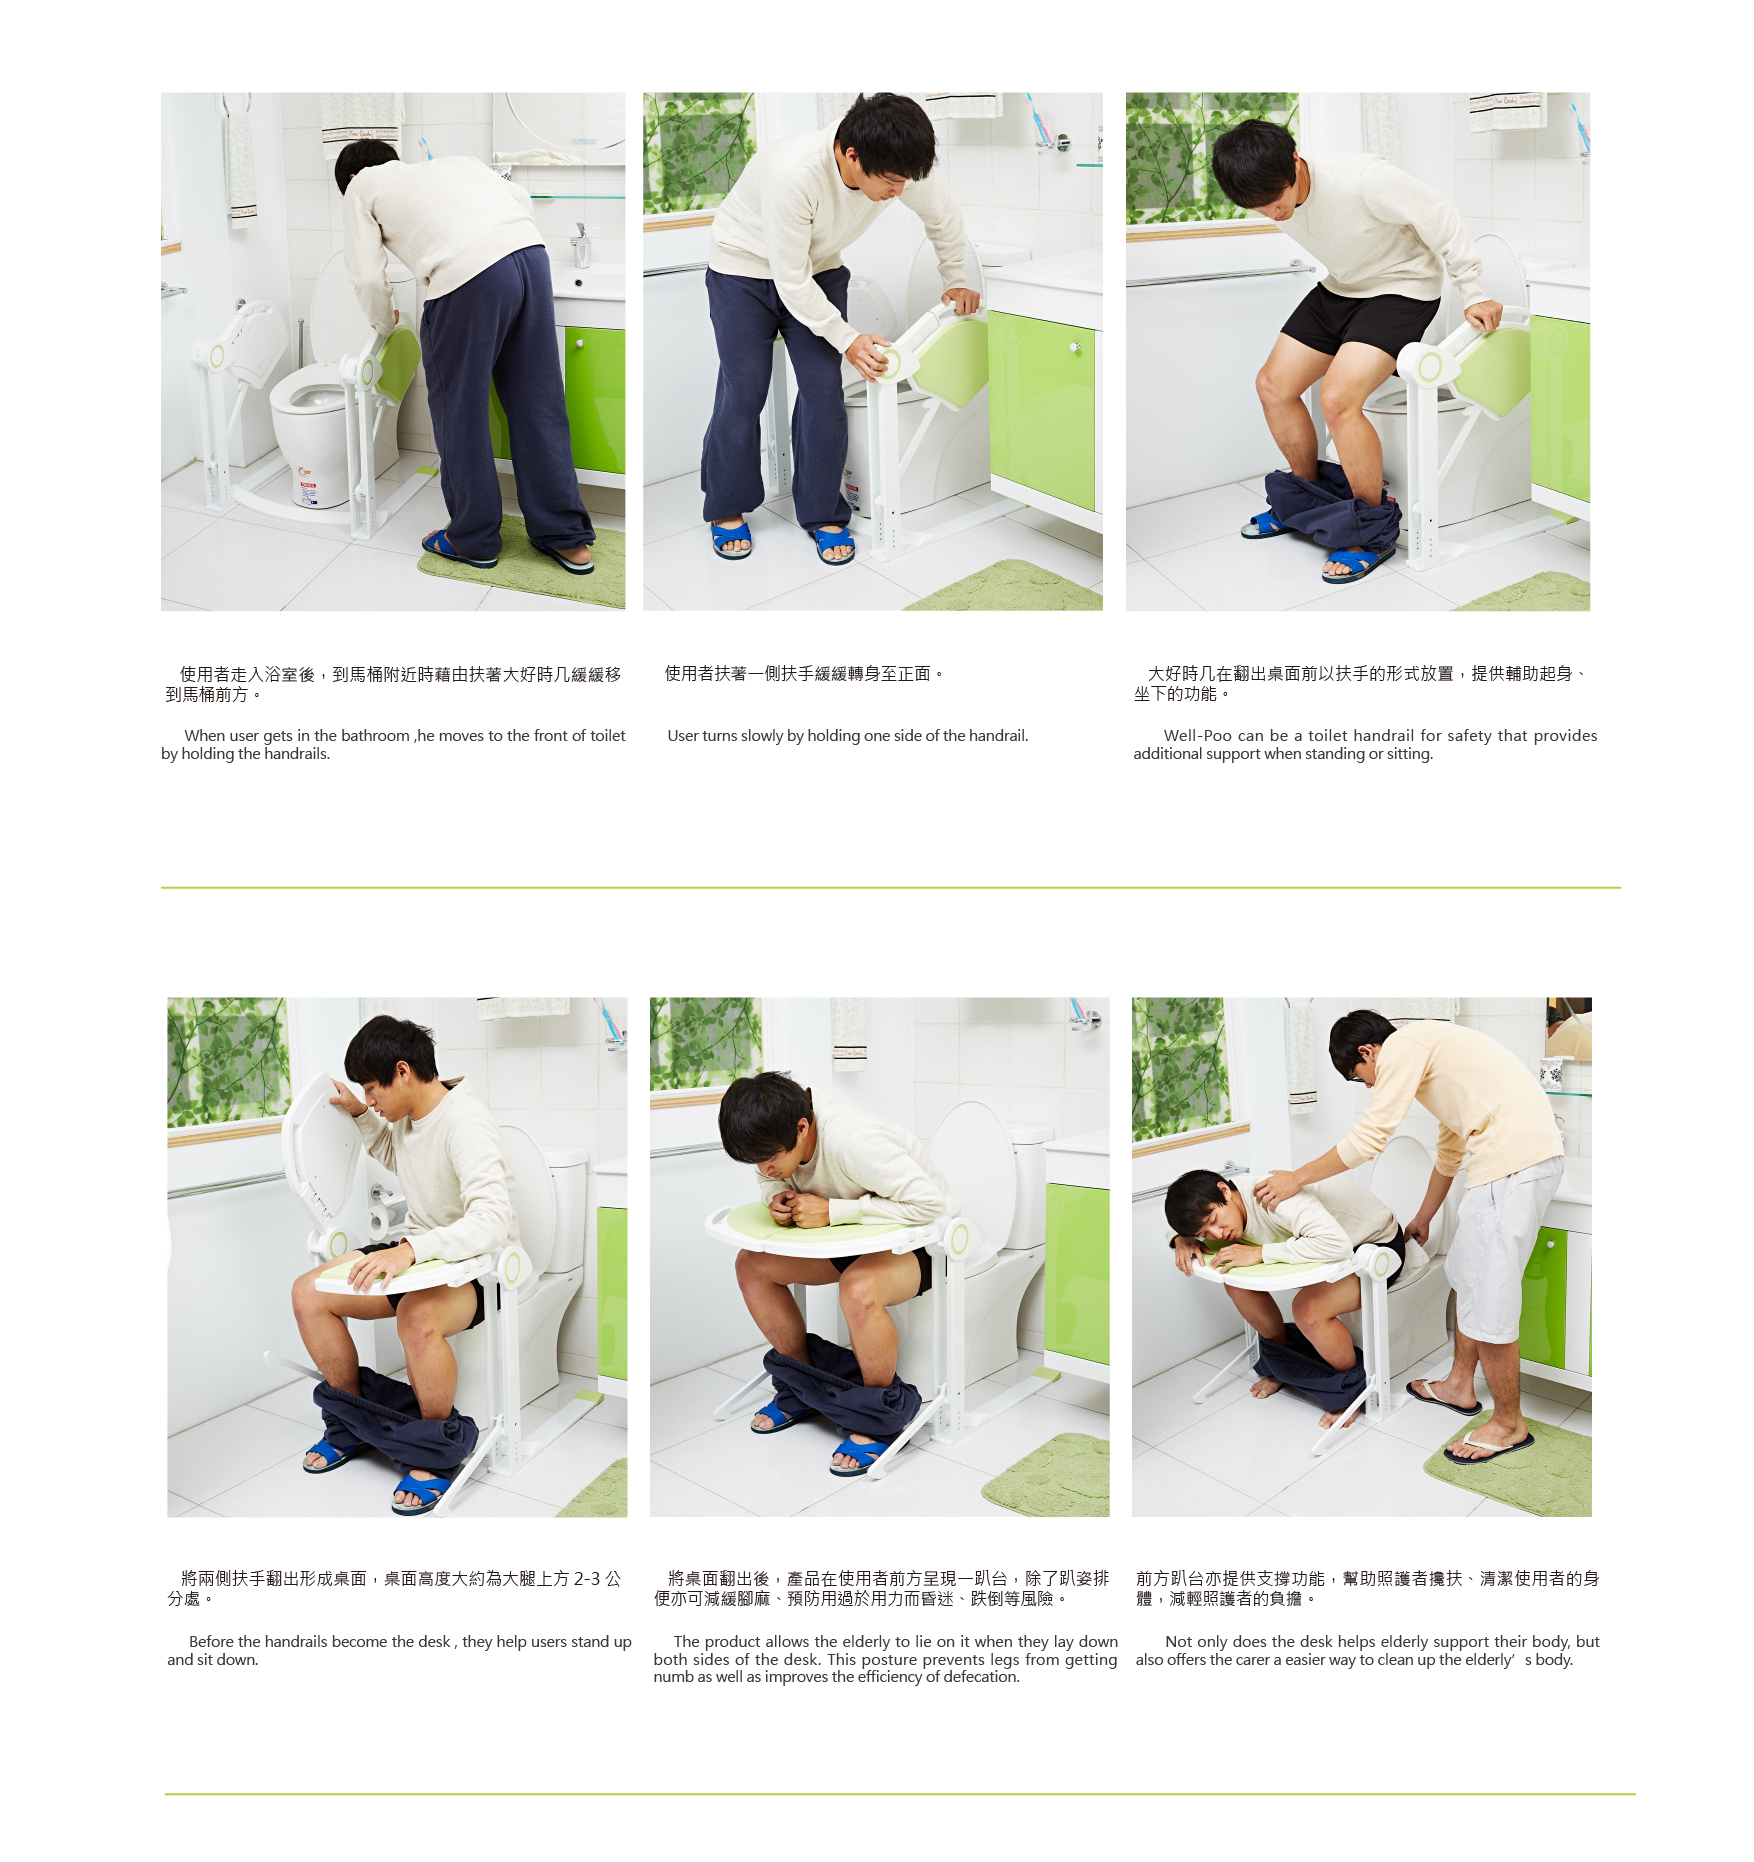 使用者走入浴室後，到馬桶附近時藉由扶著大好時几緩緩移
到馬桶前方。
When user gets in the bathroom ,he moves to the front of toilet
by holding the handrails.
使用者扶著一側扶手緩緩轉身至正面。
User turns slowly by holding one side of the handrail.
大好時几在翻出桌面前以扶手的形式放置，提供輔助起身、
坐下的功能。
Well-Poo can be a toilet handrail for safety that provides
additional support when standing or sitting.
將兩側扶手翻出形成桌面，桌面高度大約為大腿上方 2-3 公
分處。
Before the handrails become the desk , they help users stand up
and sit down.
將桌面翻出後，產品在使用者前方呈現一趴台，除了趴姿排
便亦可減緩腳麻、預防用過於用力而昏迷、跌倒等風險。
The product allows the elderly to lie on it when they lay down
both sides of the desk. This posture prevents legs from getting
numb as well as improves the efficiency of defecation.
前方趴台亦提供支撐功能，幫助照護者攙扶、清潔使用者的身
體，減輕照護者的負擔。
Not only does the desk helps elderly support their body, but
also offers the carer a easier way to clean up the elderly’s body.